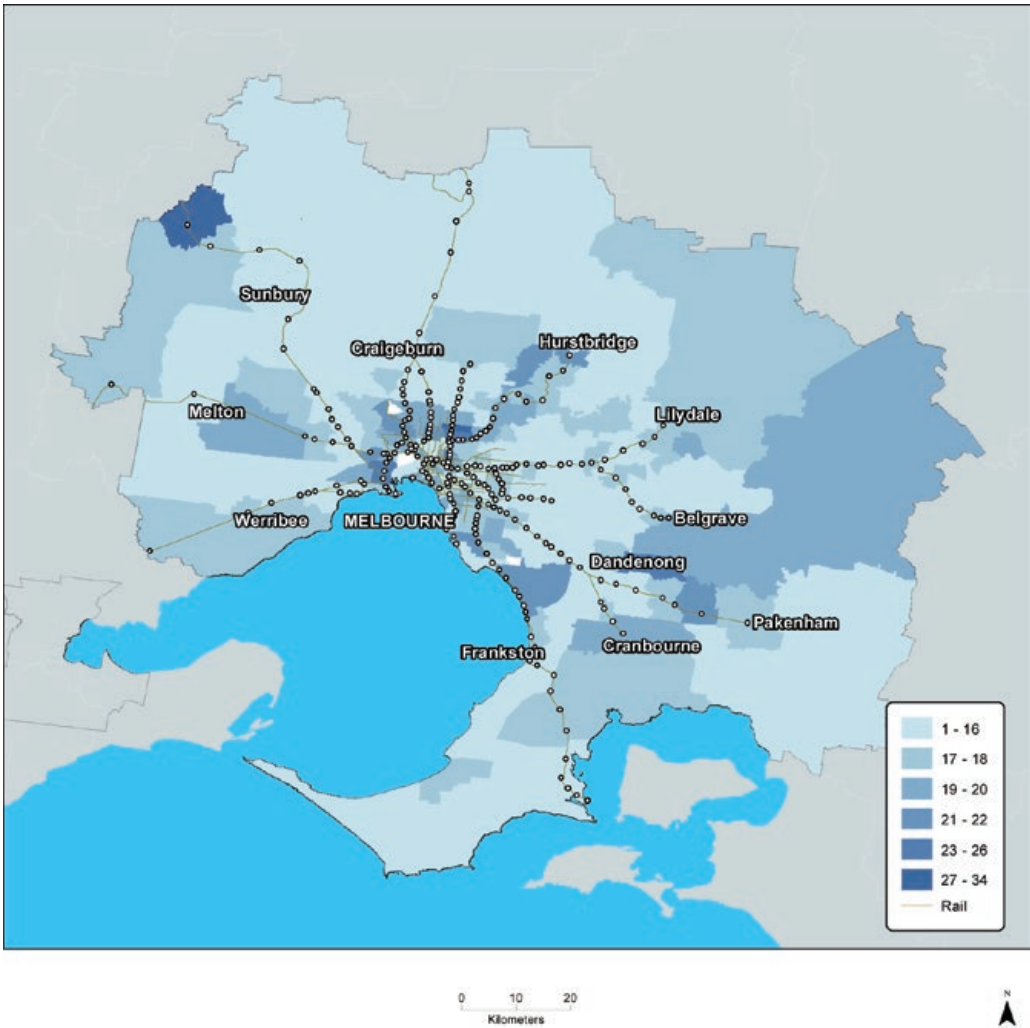 Sunbury
Craigeburn
Hurstbridge
Melton
Lilydale
Werribee
MELBOURNE
Belgrave
Dandenong
Pakenham
Cranbourne
Frankston
1 - 16
17 - 18
19 - 20
21 - 22
23 - 26
27 - 34
Rail
0 10 20
Kilometers
N